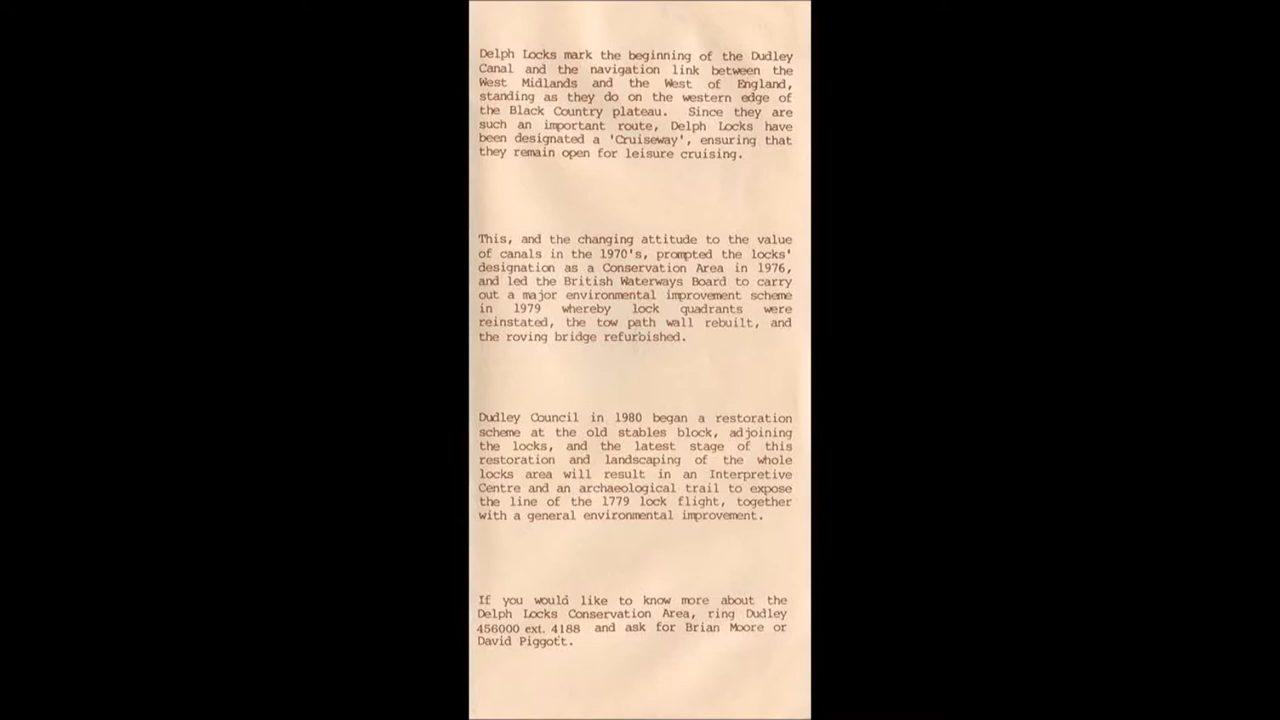 Delph Locks mark the beginning of the Dudley
Canal and the navigation link between the
West Midlands and the West of England,
standing as they do on the western edge of
the Black Country plateau. Since they are
such an important route, Delph Locks have
been designated a 'Cruiseway', ensuring that
they remain open for leisure cruising.
This, and the changing attitude to the value
of canals in the 1970's, prompted the locks'
designation as a Conservation Area in 1976,
and led the British Waterways Board to carry
out a major environmental improvement scheme
in 1979 whereby lock quadrants were
reinstated, the tow path wall rebuilt, and
the roving bridge refurbished.
Dudley Council in 1980 began a restoration
scheme at the old stables block, adjoining
the locks, and the latest stage of this
restoration and landscaping of the whole
locks area will result in an Interpretive
Centre and an archaeological trail to expose
the line of the 1779 lock flight, together
with a general environmental improvement.
If you would like to know more about the
Delph Locks Conservation Area, ring Dudley
456000 ext. 4188 and ask for Brian Moore or
David Piggott.